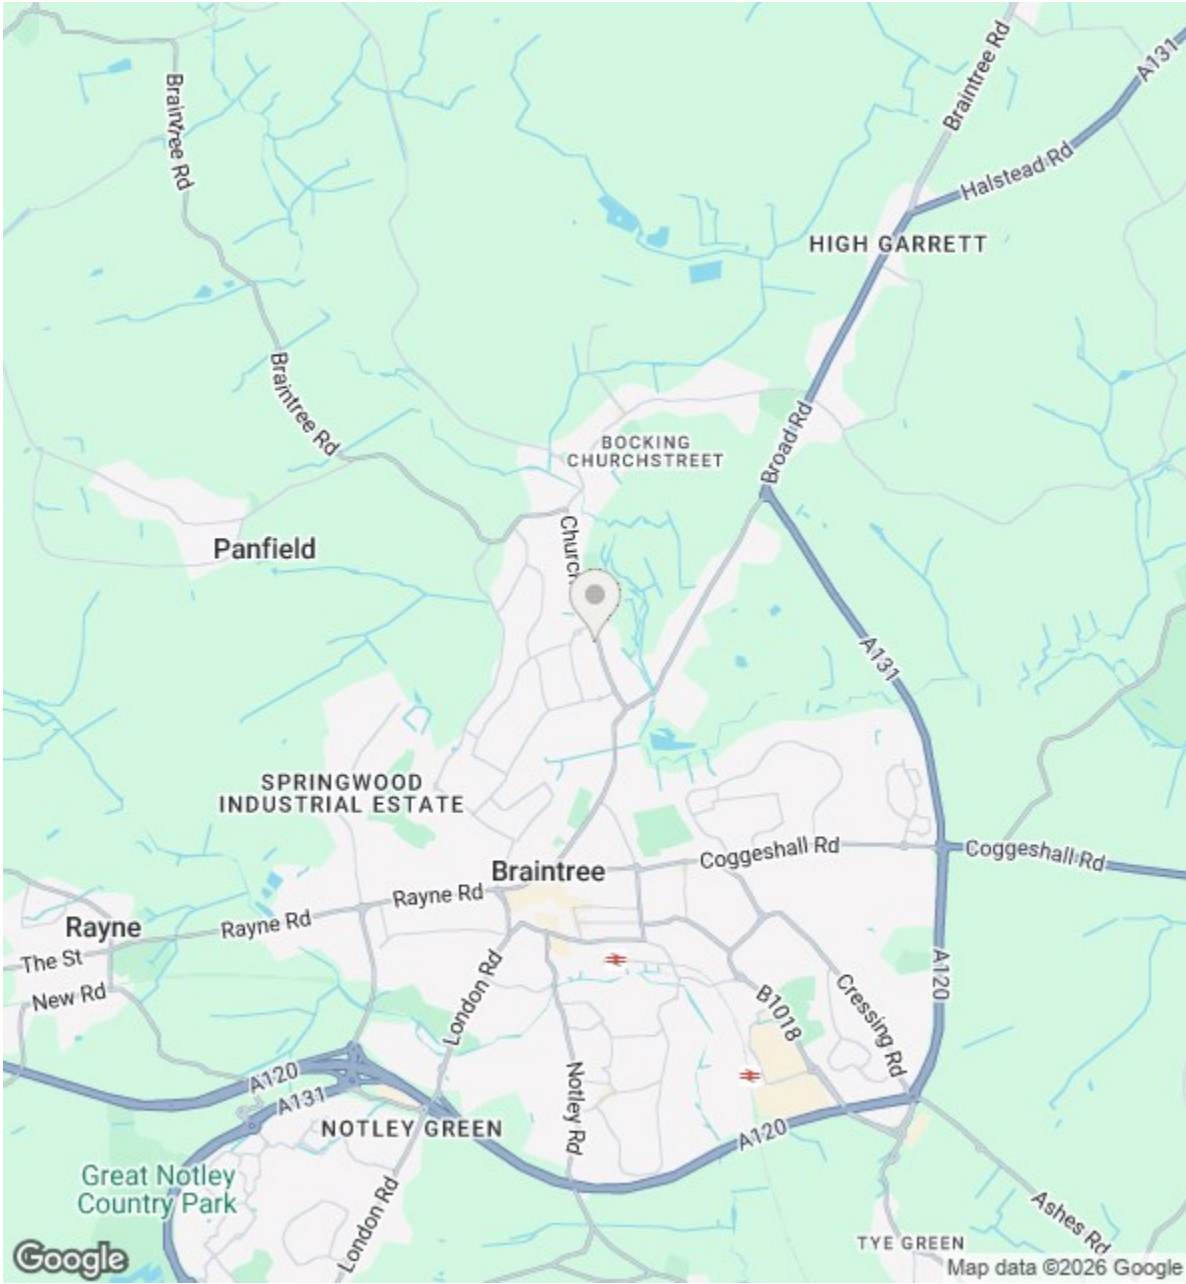 Braintree Rd
A131
Braintree Rd
Halstead Rd
HIGH GARRETT
Braintree Rd
Broad Rd
BOCKING
CHURCHSTREET
Church
Panfield
A131
SPRINGWOOD
INDUSTRIAL ESTATE
Coggeshall Rd
Coggeshall Rd
Braintree
Rayne Rd
Rayne Rd
Rayne
The St
New Rd
London Rd
A120
B1018
Cressing Rd
A120
A131
Notley Rd
NOTLEY GREEN
A120
Great Notley
Country Park
London Rd
Ashes Rd
TYE GREEN
Google
Map data ©2026 Google